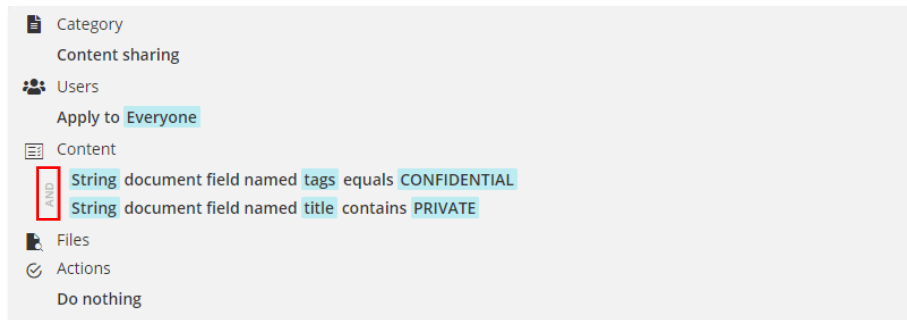 Category
Content sharing
Users
Apply to Everyone
Content
AND
String document field named tags equals CONFIDENTIAL
String document field named title contains PRIVATE
Files
Actions
Do nothing